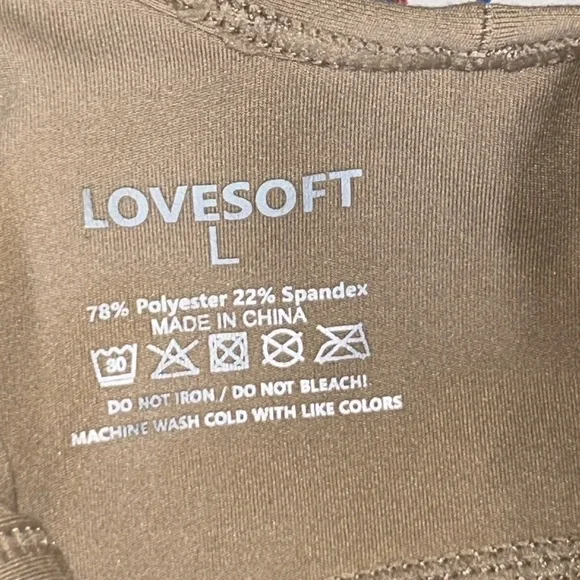 LOVESOFT
L
78% Polyester 22% Spandex
MADE IN CHINA
30
DO NOT IRON / DO NOT BLEACH!
MACHINE WASH COLD WITH LIKE COLORS